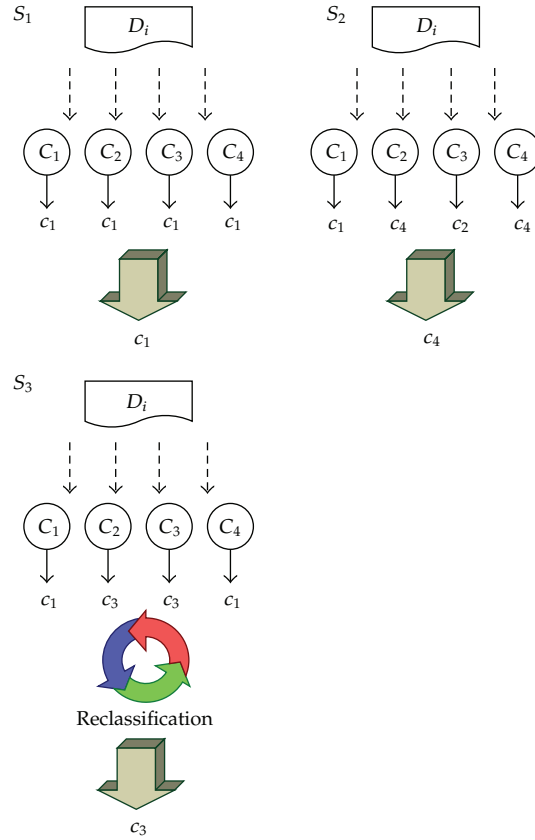 S₁
Dᵢ
C₁ C₂ C₃ C₄
c₁ c₁ c₁ c₁
c₁
S₂
Dᵢ
C₁ C₂ C₃ C₄
c₁ c₄ c₂ c₄
c₄
S₃
Dᵢ
C₁ C₂ C₃ C₄
c₁ c₃ c₃ c₁
Reclassification
c₃